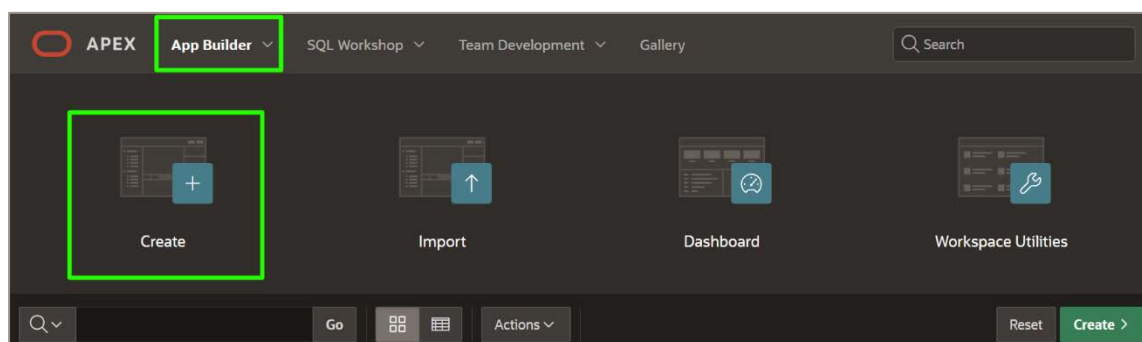 APEX App Builder SQL Workshop Team Development Gallery Search
Create Import Dashboard Workspace Utilities
Go Actions Reset Create